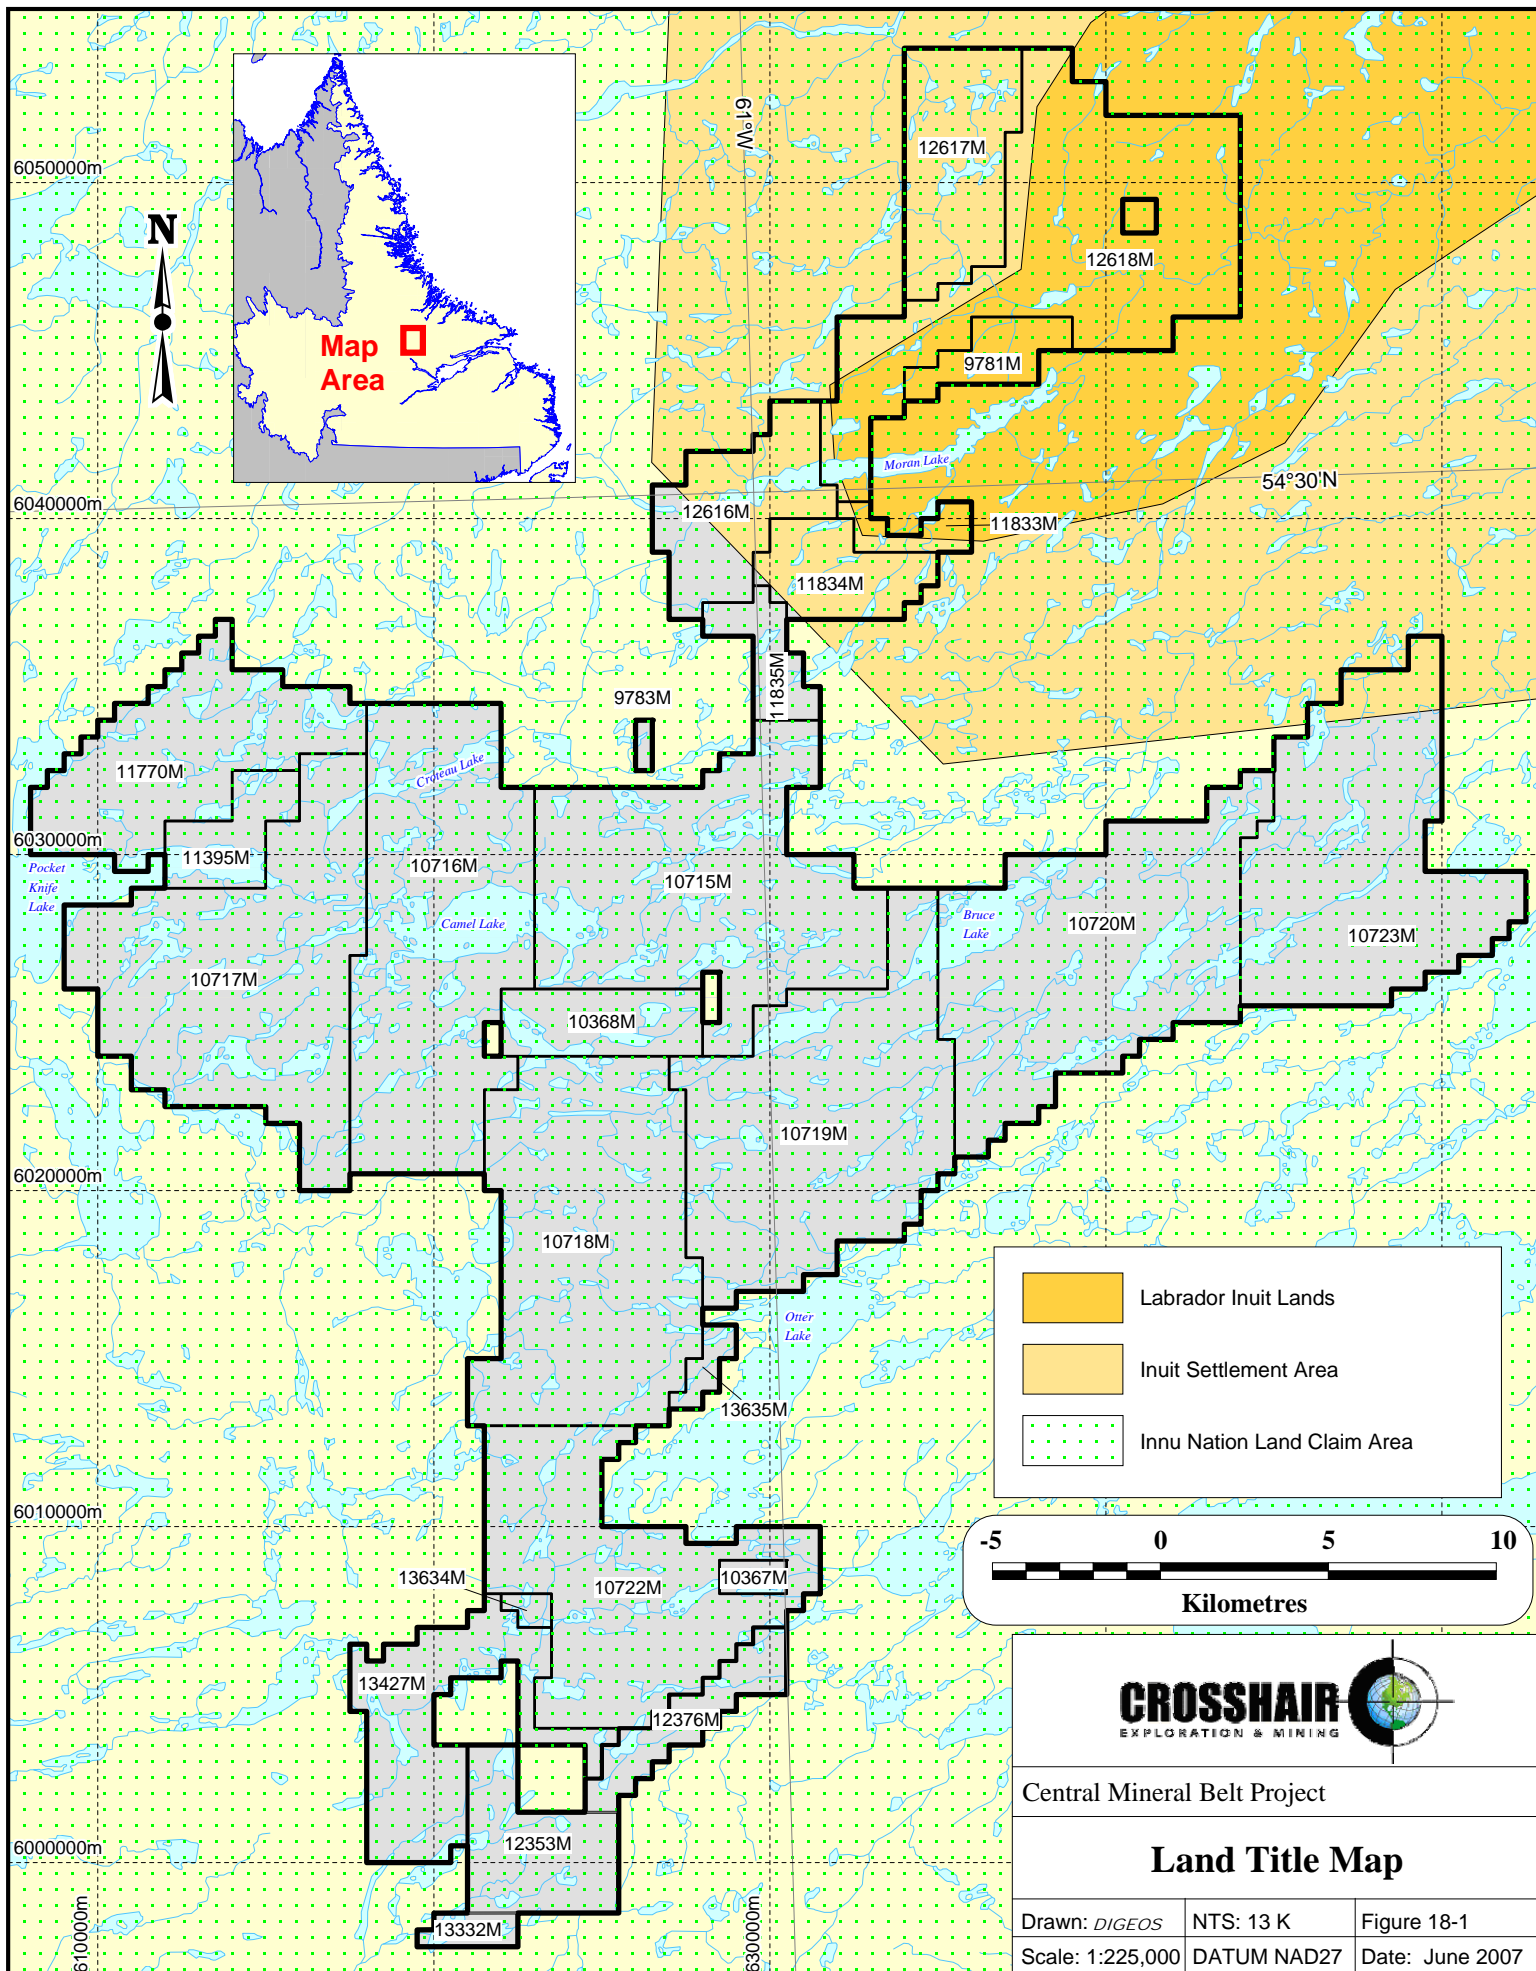 61°W
12617M
6050000m
N
12618M
Map
Area
9781M
Moran Lake
54°30'N
6040000m
12616M
11833M
11834M
11835M
9783M
Croteau Lake
11770M
6030000m
11395M
10716M
10715M
Pocket
Knife
Lake
Camel Lake
Bruce
Lake
10720M
10723M
10717M
10368M
10719M
6020000m
10718M
Labrador Inuit Lands
Otter
Lake
Inuit Settlement Area
13635M
Innu Nation Land Claim Area
6010000m
-5 0 5 10
Kilometres
13634M
10722M
10367M
13427M
12376M
CROSSHAIR
EXPLORATION & MINING
Central Mineral Belt Project
12353M
6000000m
Land Title Map
610000m
630000m
13332M
Drawn: DIGEOS NTS: 13 K Figure 18-1
Scale: 1:225,000 DATUM NAD27 Date: June 2007